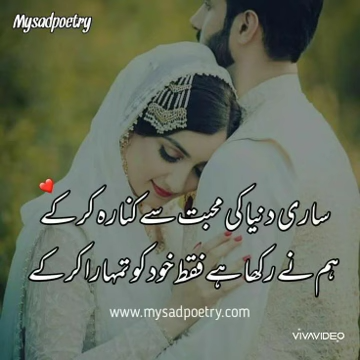 Mysadpoetry
ساری دنیا کی محبت سے کنارہ کر کے
ہم نے رکھا ہے فقط خود کو تمہارا کر کے
www.mysadpoetry.com
VIVAVIDEO